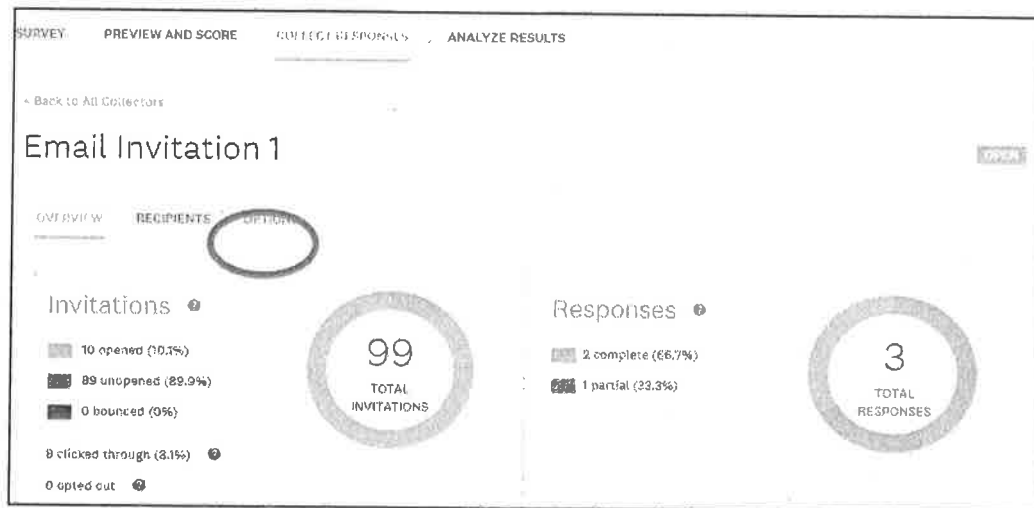 SURVEY PREVIEW AND SCORE COLLECT RESPONSES ANALYZE RESULTS
< Back to All Collectors
Email Invitation 1
OPEN
OVERVIEW RECIPIENTS OPTIONS
Invitations
10 opened (10.1%)
89 unopened (89.9%)
0 bounced (0%)
8 clicked through (8.1%)
0 opted out
99
TOTAL
INVITATIONS
Responses
2 complete (66.7%)
1 partial (33.3%)
3
TOTAL
RESPONSES